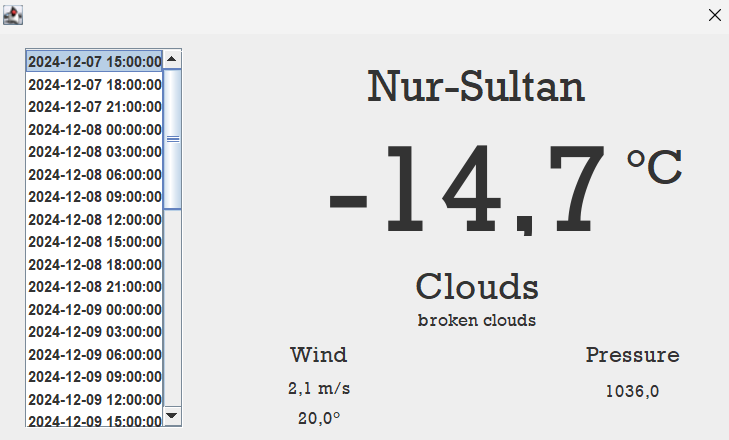 2024-12-07 15:00:00
2024-12-07 18:00:00
2024-12-07 21:00:00
2024-12-08 00:00:00
2024-12-08 03:00:00
2024-12-08 06:00:00
2024-12-08 09:00:00
2024-12-08 12:00:00
2024-12-08 15:00:00
2024-12-08 18:00:00
2024-12-08 21:00:00
2024-12-09 00:00:00
2024-12-09 03:00:00
2024-12-09 06:00:00
2024-12-09 09:00:00
2024-12-09 12:00:00
2024-12-09 15:00:00
Nur-Sultan
-14,7 °C
Clouds
broken clouds
Wind
2,1 m/s
20,0°
Pressure
1036,0